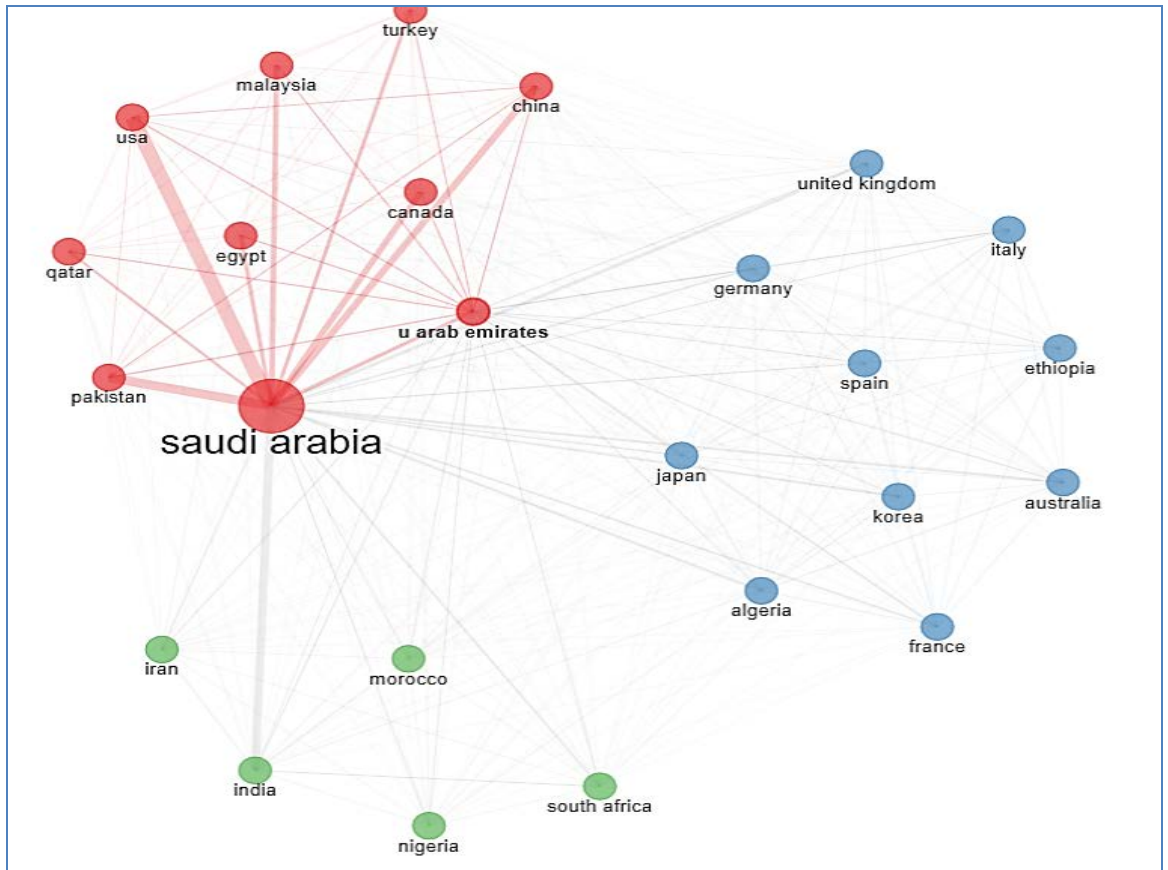 turkey
malaysia
china
usa
united kingdom
canada
italy
egypt
qatar
germany
u arab emirates
ethiopia
spain
pakistan
saudi arabia
japan
australia
korea
algeria
france
iran
morocco
india
south africa
nigeria